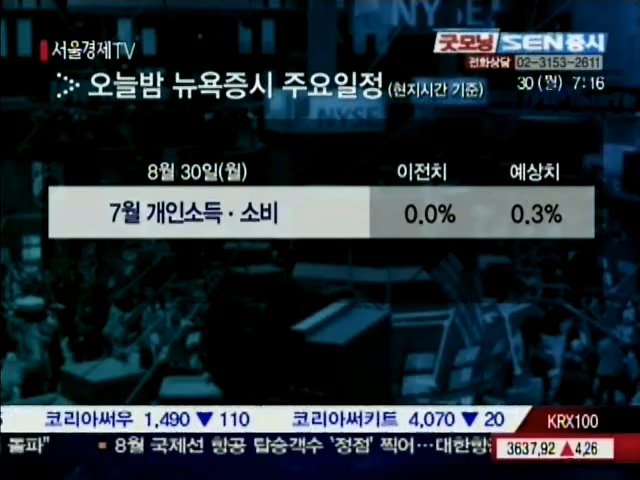 NYSE
서울경제TV
굿모닝 SEN증시
전화상담 02-3153-2611
오늘밤 뉴욕증시 주요일정 (현지시간 기준)
30 (월) 7:16
NYSE
8월 30일(월) 이전치 예상치
7월 개인소득·소비 0.0% 0.3%
코리아써우 1,490 ▼ 110 코리아써키트 4,070 ▼ 20 KRX100
돌파" ▪ 8월 국제선 항공 탑승객수 '정점' 찍어…대한항 3637,92 ▲4,26